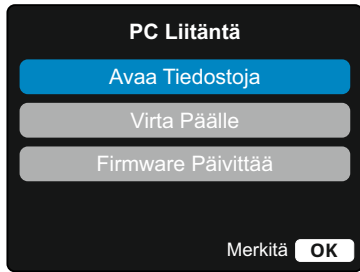 PC Liitäntä
Avaa Tiedostoja
Virta Päälle
Firmware Päivittää
Merkitä OK